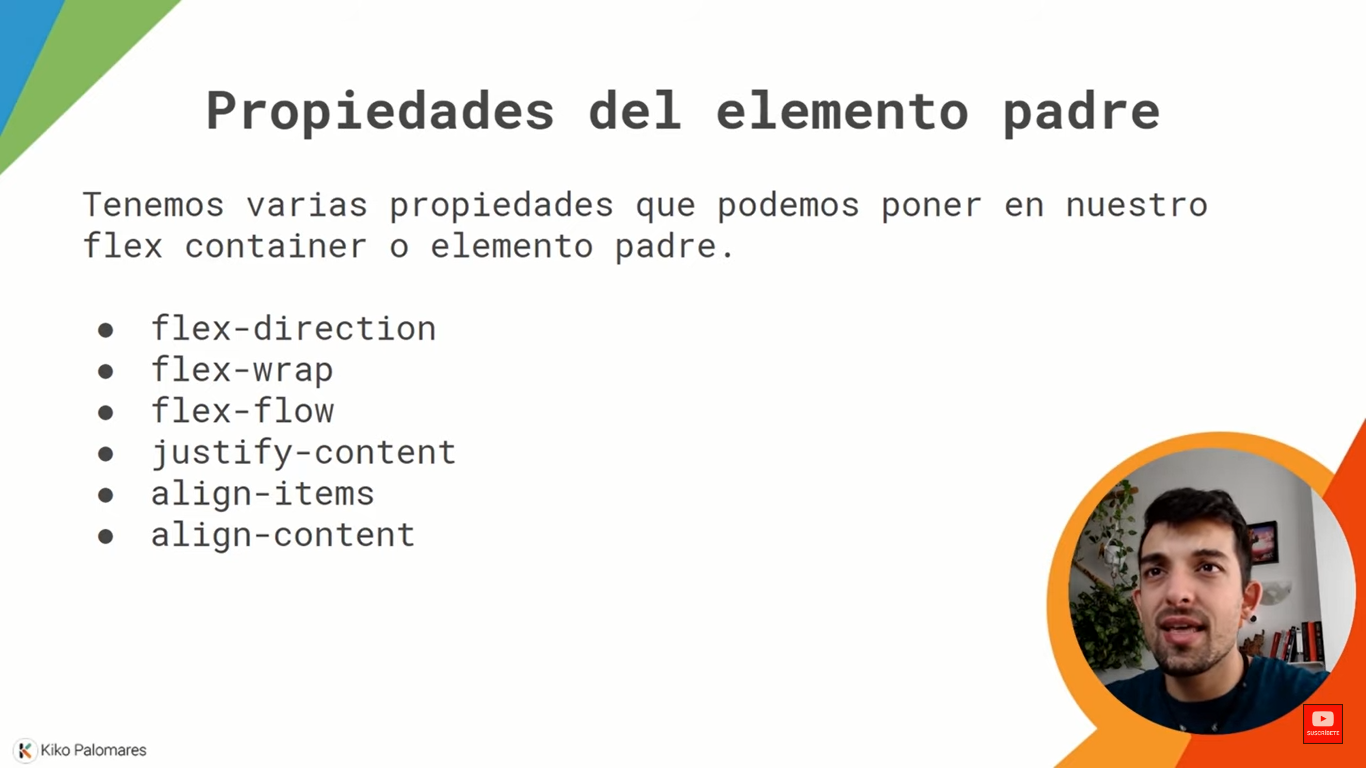 Propiedades del elemento padre
Tenemos varias propiedades que podemos poner en nuestro
flex container o elemento padre.
● flex-direction
● flex-wrap
● flex-flow
● justify-content
● align-items
● align-content
SUSCRÍBETE
Kiko Palomares